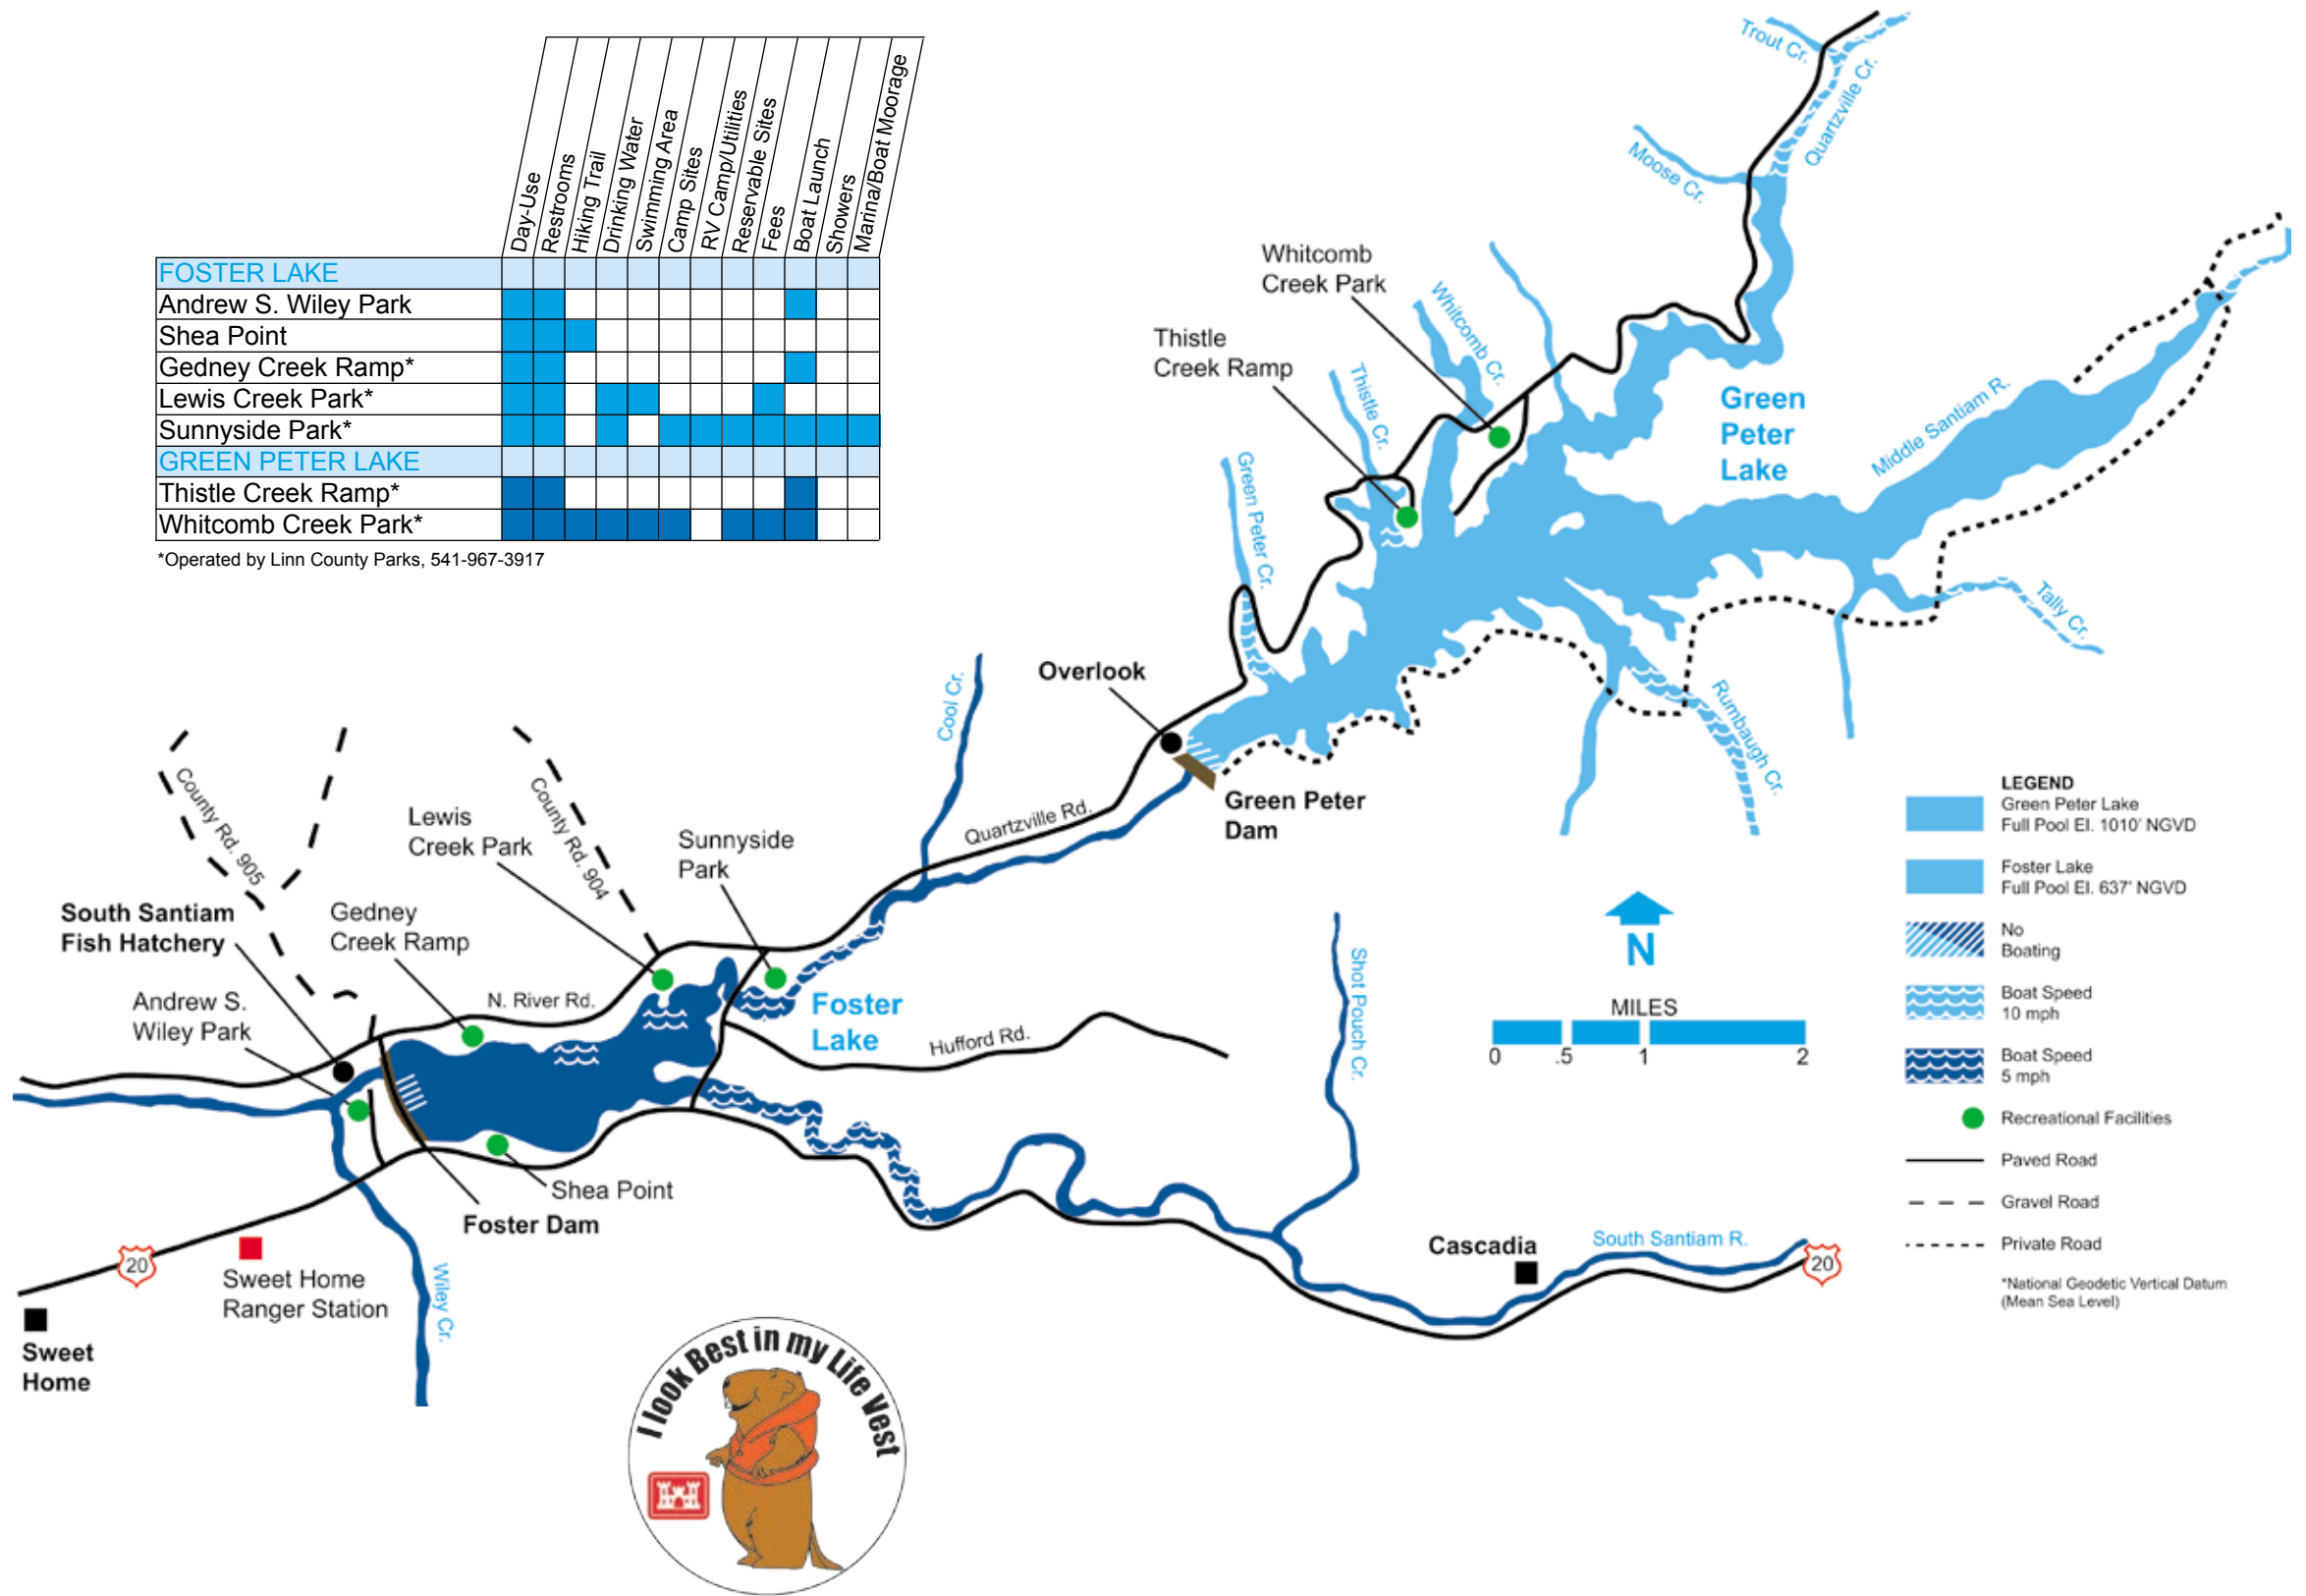 Day-Use
Restrooms
Hiking Trail
Drinking Water
Swimming Area
Camp Sites
RV Camp/Utilities
Reservable Sites
Fees
Boat Launch
Showers
Marina/Boat Moorage
FOSTER LAKE
Andrew S. Wiley Park
Shea Point
Gedney Creek Ramp*
Lewis Creek Park*
Sunnyside Park*
GREEN PETER LAKE
Thistle Creek Ramp*
Whitcomb Creek Park*
*Operated by Linn County Parks, 541-967-3917
Trout Cr.
Quartzville Cr.
Moose Cr.
Whitcomb
Creek Park
Whitcomb Cr.
Thistle
Creek Ramp
Thistle Cr.
Green Peter Cr.
Green
Peter
Lake
Middle Santiam R.
Tally Cr.
Rumbaugh Cr.
Overlook
Cool Cr.
Quartzville Rd.
Green Peter
Dam
County Rd. 905
County Rd. 904
Lewis
Creek Park
Sunnyside
Park
South Santiam
Fish Hatchery
Gedney
Creek Ramp
Andrew S.
Wiley Park
N. River Rd.
Foster
Lake
Hufford Rd.
Shot Pouch Cr.
Shea Point
Foster Dam
20
Sweet Home
Ranger Station
Wiley Cr.
Sweet
Home
Cascadia
South Santiam R.
20
N
MILES
0 .5 1 2
LEGEND
Green Peter Lake
Full Pool El. 1010' NGVD
Foster Lake
Full Pool El. 637' NGVD
No
Boating
Boat Speed
10 mph
Boat Speed
5 mph
Recreational Facilities
Paved Road
Gravel Road
Private Road
*National Geodetic Vertical Datum
(Mean Sea Level)
I look Best in my Life Vest